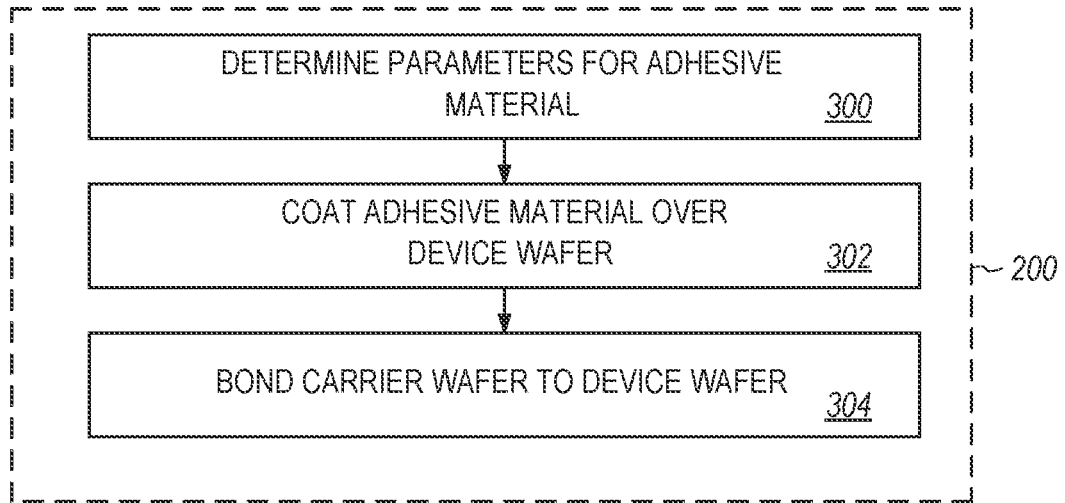 DETERMINE PARAMETERS FOR ADHESIVE
MATERIAL
300
COAT ADHESIVE MATERIAL OVER
DEVICE WAFER
302
200
BOND CARRIER WAFER TO DEVICE WAFER
304